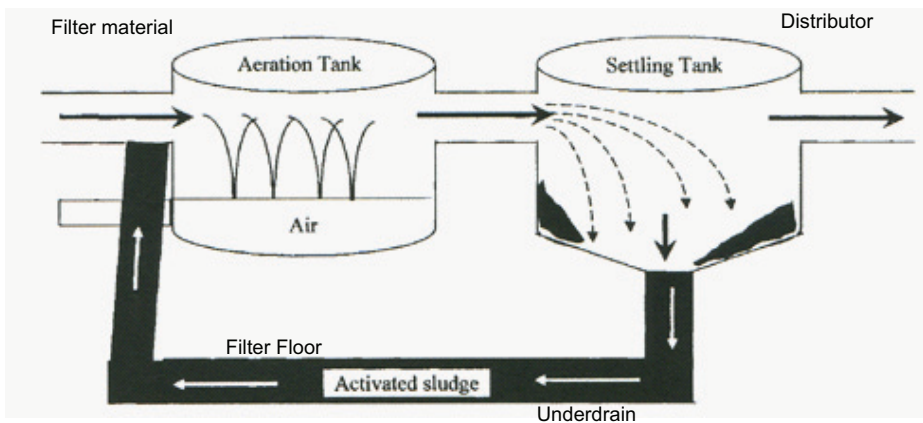 Filter material
Distributor
Aeration Tank
Settling Tank
Air
Filter Floor
Activated sludge
Underdrain